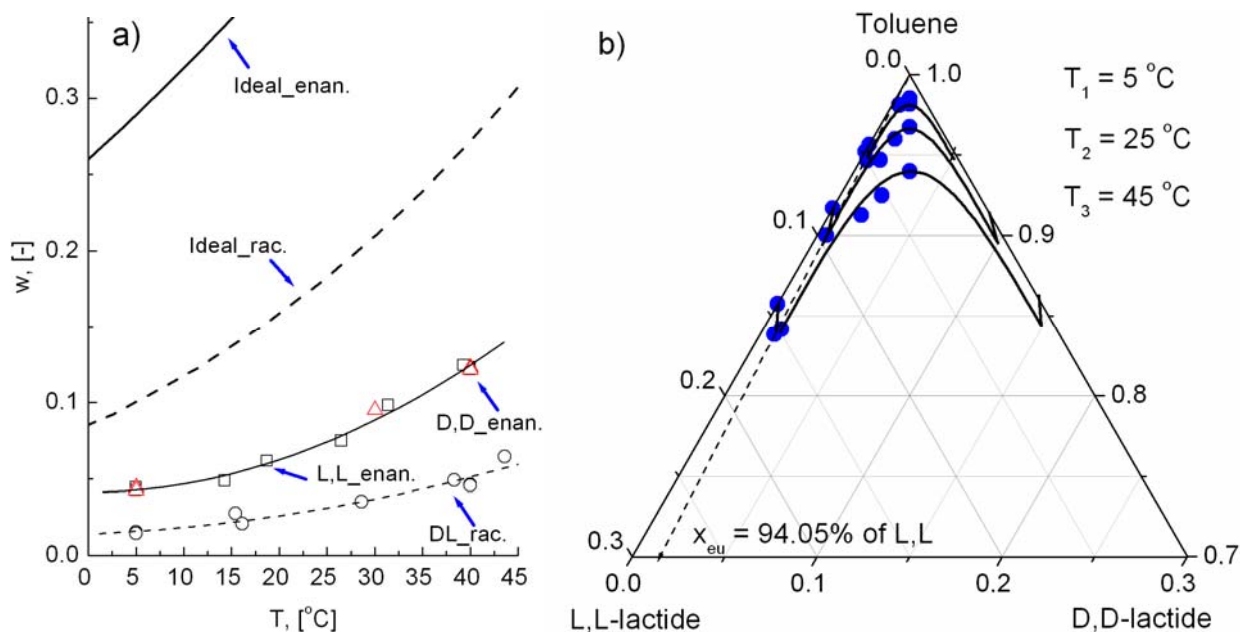 a)
Ideal_enan.
Ideal_rac.
D,D_enan.
L,L_enan.
DL_rac.
w, [-]
0.3
0.2
0.1
0.0
0 5 10 15 20 25 30 35 40 45
T, [°C]
b)
Toluene
0.0
1.0
T₁ = 5 °C
T₂ = 25 °C
T₃ = 45 °C
0.1
0.9
0.2
0.8
x_eu = 94.05% of L,L
0.3
0.7
0.0 0.1 0.2 0.3
L,L-lactide
D,D-lactide